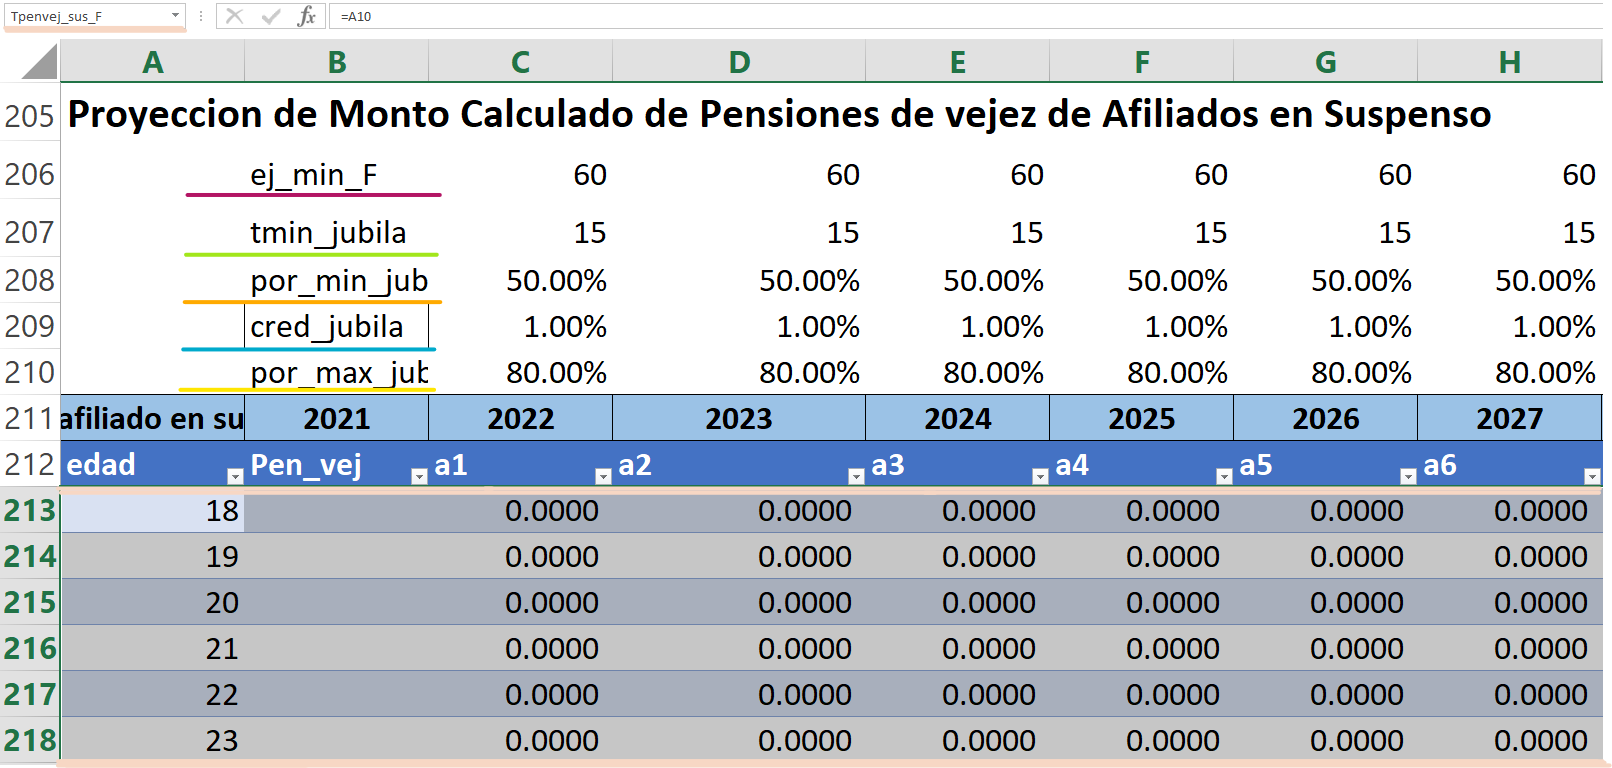 Tpenvej_sus_F fx =A10
A B C D E F G H
205 Proyeccion de Monto Calculado de Pensiones de vejez de Afiliados en Suspenso
206 ej_min_F 60 60 60 60 60 60
207 tmin_jubila 15 15 15 15 15 15
208 por_min_jub 50.00% 50.00% 50.00% 50.00% 50.00% 50.00%
209 cred_jubila 1.00% 1.00% 1.00% 1.00% 1.00% 1.00%
210 por_max_jub 80.00% 80.00% 80.00% 80.00% 80.00% 80.00%
211 afiliado en su 2021 2022 2023 2024 2025 2026 2027
212 edad Pen_vej a1 a2 a3 a4 a5 a6
213 18 0.0000 0.0000 0.0000 0.0000 0.0000 0.0000
214 19 0.0000 0.0000 0.0000 0.0000 0.0000 0.0000
215 20 0.0000 0.0000 0.0000 0.0000 0.0000 0.0000
216 21 0.0000 0.0000 0.0000 0.0000 0.0000 0.0000
217 22 0.0000 0.0000 0.0000 0.0000 0.0000 0.0000
218 23 0.0000 0.0000 0.0000 0.0000 0.0000 0.0000